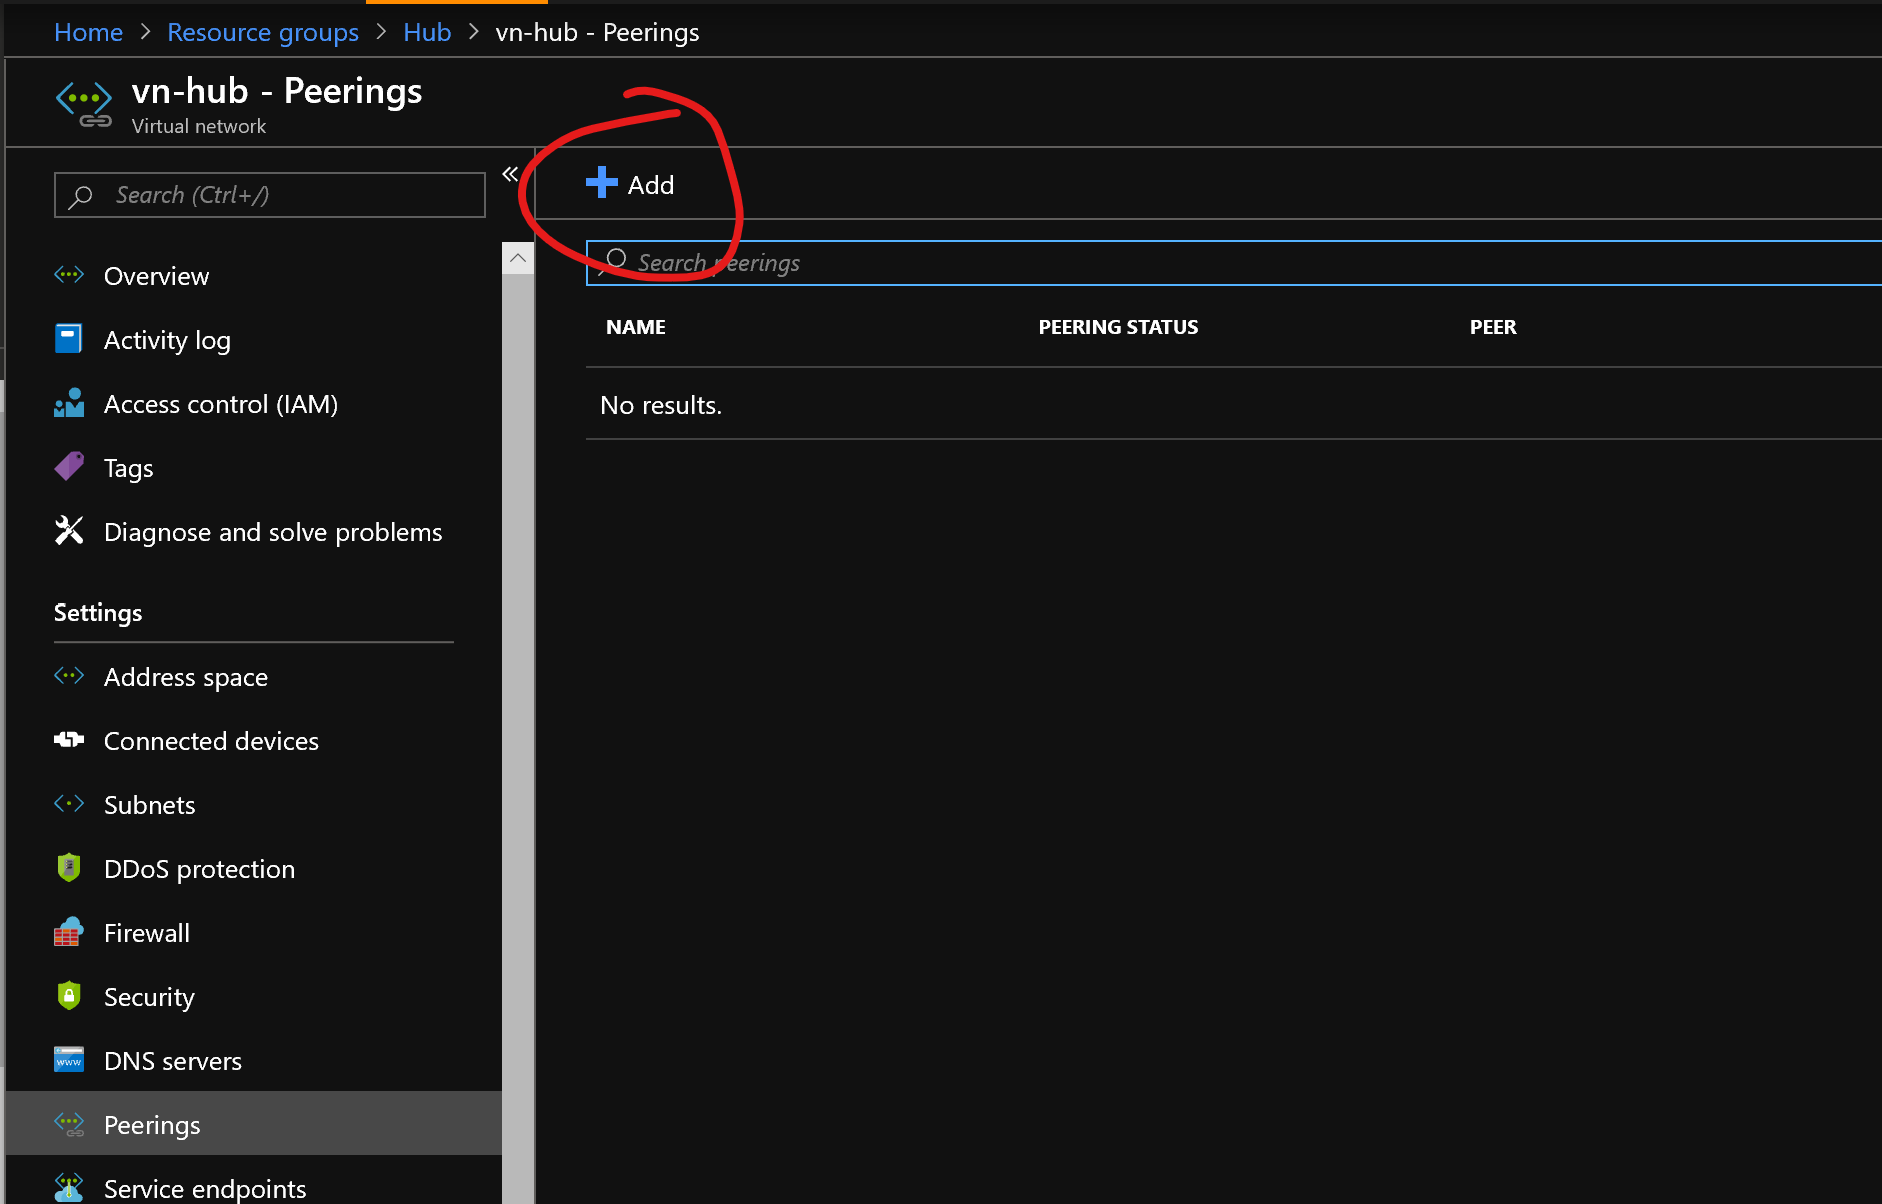 Home > Resource groups > Hub > vn-hub - Peerings
vn-hub - Peerings
Virtual network
Search (Ctrl+/)
«
Add
Search peerings
NAME PEERING STATUS PEER
No results.
Overview
Activity log
Access control (IAM)
Tags
Diagnose and solve problems
Settings
Address space
Connected devices
Subnets
DDoS protection
Firewall
Security
DNS servers
Peerings
Service endpoints